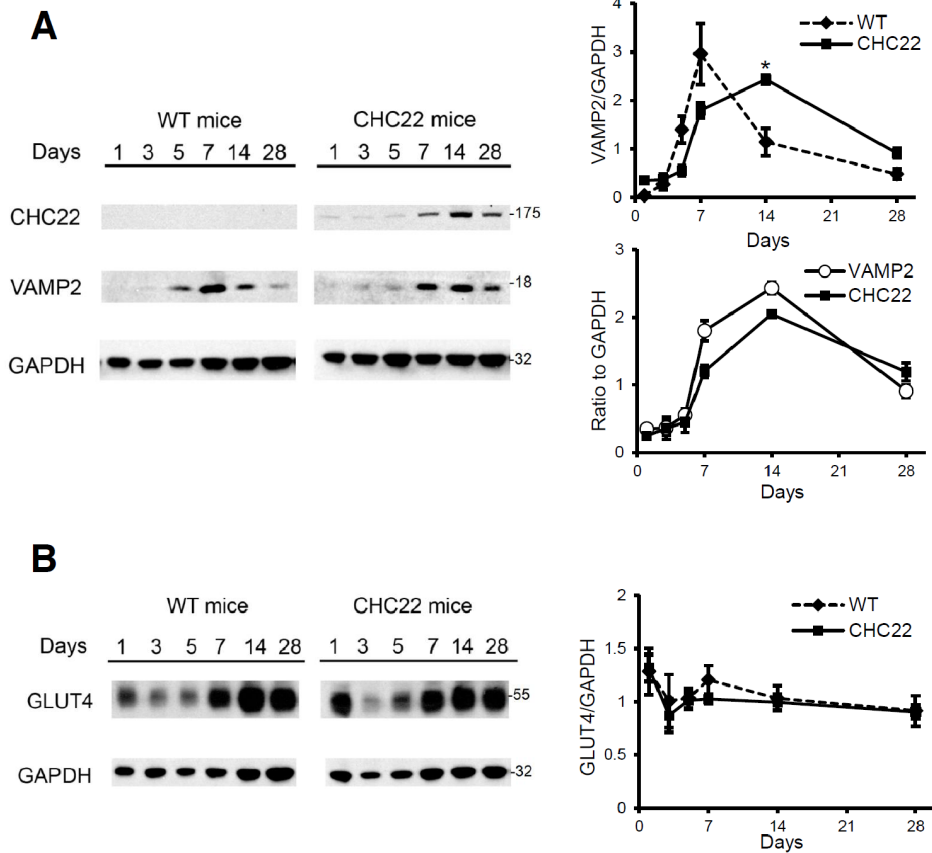 A
WT mice
CHC22 mice
Days 1 3 5 7 14 28 1 3 5 7 14 28
CHC22 -175
VAMP2 -18
GAPDH -32
WT
CHC22
VAMP2/GAPDH
4
3
2
1
0
*
0 7 14 21 28
Days
VAMP2
CHC22
Ratio to GAPDH
3
2
1
0
0 7 14 21 28
Days
B
WT mice
CHC22 mice
Days 1 3 5 7 14 28 1 3 5 7 14 28
GLUT4 -55
GAPDH -32
WT
CHC22
GLUT4/GAPDH
2
1.5
1
0.5
0
0 7 14 21 28
Days